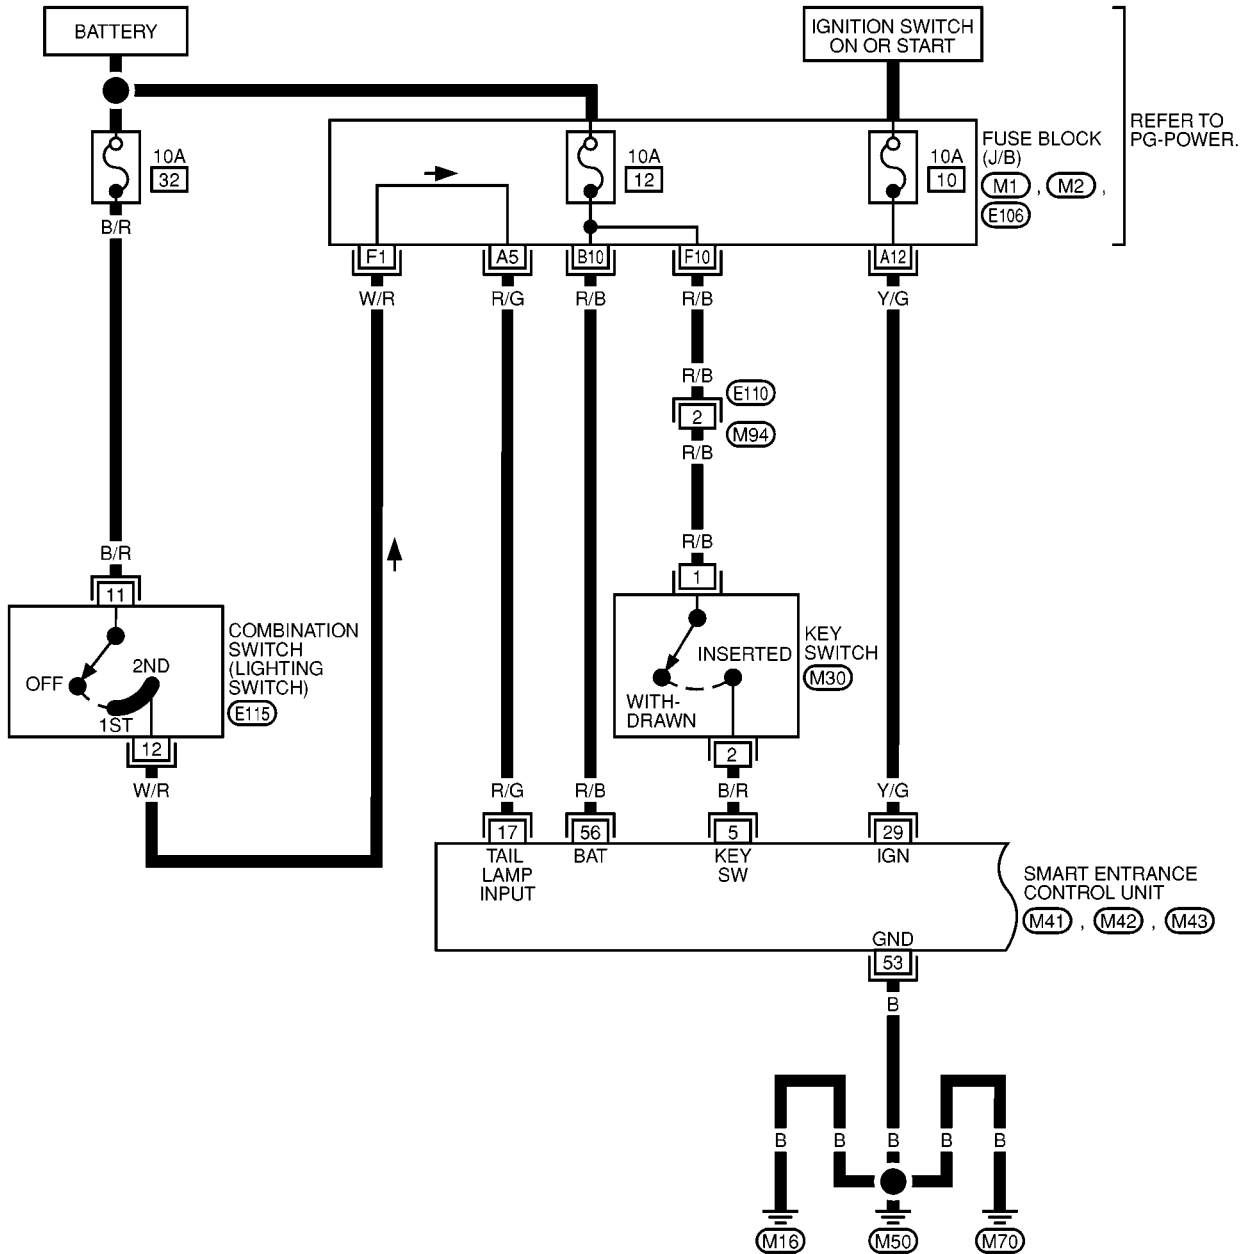 BATTERY
IGNITION SWITCH
ON OR START
REFER TO
PG-POWER.
FUSE BLOCK
(J/B)
M1 , M2 ,
E106
10A
32
10A
12
10A
10
B/R
F1
A5
B10
F10
A12
W/R
R/G
R/B
R/B
Y/G
R/B
E110
2
M94
R/B
R/B
B/R
11
1
COMBINATION
SWITCH
(LIGHTING
SWITCH)
E115
OFF
2ND
1ST
12
W/R
KEY
SWITCH
M30
INSERTED
WITH-
DRAWN
2
R/G
R/B
B/R
Y/G
17
56
5
29
TAIL
LAMP
INPUT
BAT
KEY
SW
IGN
SMART ENTRANCE
CONTROL UNIT
M41 , M42 , M43
GND
53
B
B
B
B
B
B
M16
M50
M70